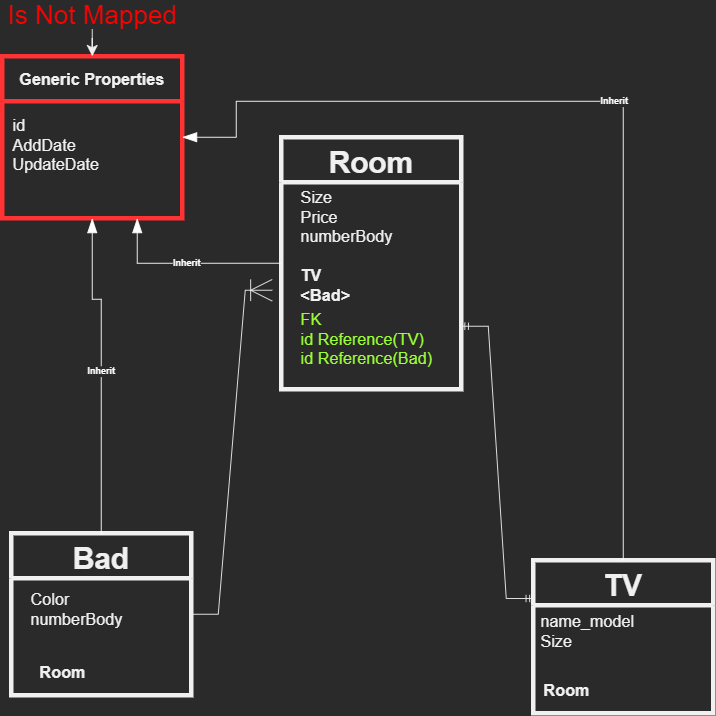 Is Not Mapped
Generic Properties
id
AddDate
UpdateDate
Inherit
Room
Size
Price
numberBody
TV
<Bad>
FK
id Reference(TV)
id Reference(Bad)
Inherit
Inherit
Bad
Color
numberBody
Room
TV
name_model
Size
Room